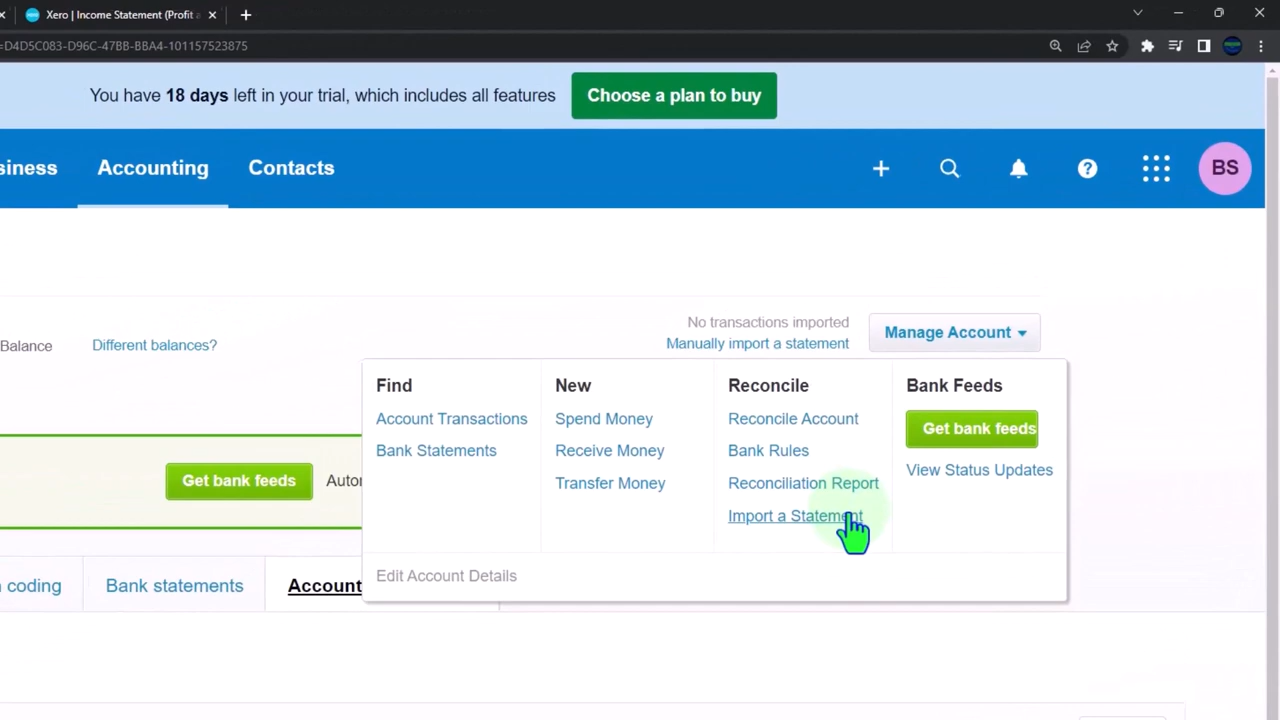 Xero | Income Statement (Profit a
=D4D5C083-D96C-47BB-BBA4-101157523875
You have 18 days left in your trial, which includes all features
Choose a plan to buy
siness
Accounting
Contacts
BS
No transactions imported
Balance
Different balances?
Manually import a statement
Manage Account
Find
New
Reconcile
Bank Feeds
Account Transactions
Spend Money
Reconcile Account
Get bank feeds
Bank Statements
Receive Money
Bank Rules
View Status Updates
Get bank feeds
Autor
Transfer Money
Reconciliation Report
Import a Statement
Edit Account Details
n coding
Bank statements
Account